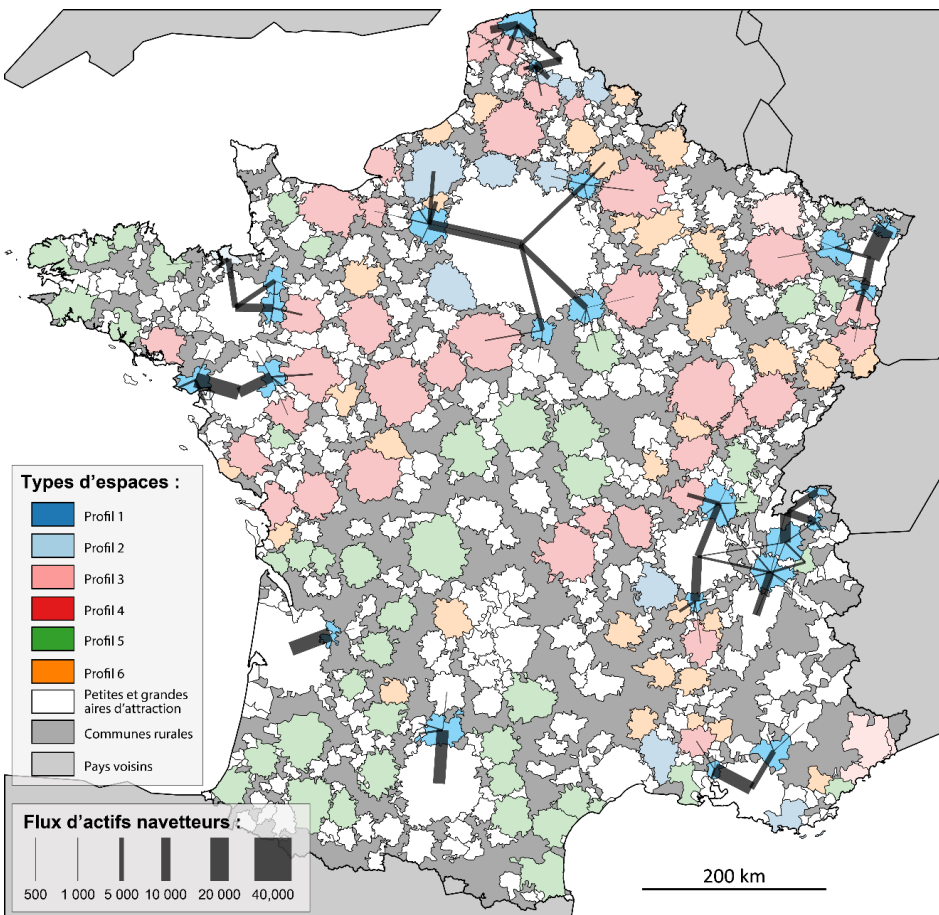 Types d'espaces :
Profil 1
Profil 2
Profil 3
Profil 4
Profil 5
Profil 6
Petites et grandes
aires d'attraction
Communes rurales
Pays voisins
Flux d'actifs navetteurs :
500 1 000 5 000 10 000 20 000 40,000
200 km